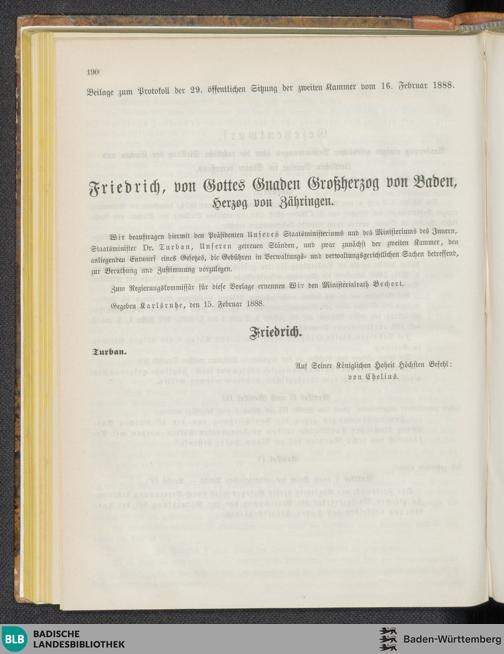 190
Beilage zum Protokoll der 29. öffentlichen Sitzung der zweiten Kammer vom 16. Februar 1888.
Friedrich, von Gottes Gnaden Großherzog von Baden,
Herzog von Zähringen.
Wir beauftragen hiermit den Präsidenten Unseres Staatsministeriums und des Ministeriums des Innern,
Staatsminister Dr. Turban, Unseren getreuen Ständen, und zwar zunächst der zweiten Kammer, den
anliegenden Entwurf eines Gesetzes, die Gebühren in Verwaltungs- und verwaltungsgerichtlichen Sachen betreffend,
zur Berathung und Zustimmung vorzulegen.
Zum Regierungskommissär für diese Vorlage ernennen Wir den Ministerialrath Bechert.
Gegeben Karlsruhe, den 15. Februar 1888.
Friedrich.
Turban.
Auf Seiner Königlichen Hoheit Höchsten Befehl:
von Chelius.
BLB BADISCHE
LANDESBIBLIOTHEK
Baden-Württemberg